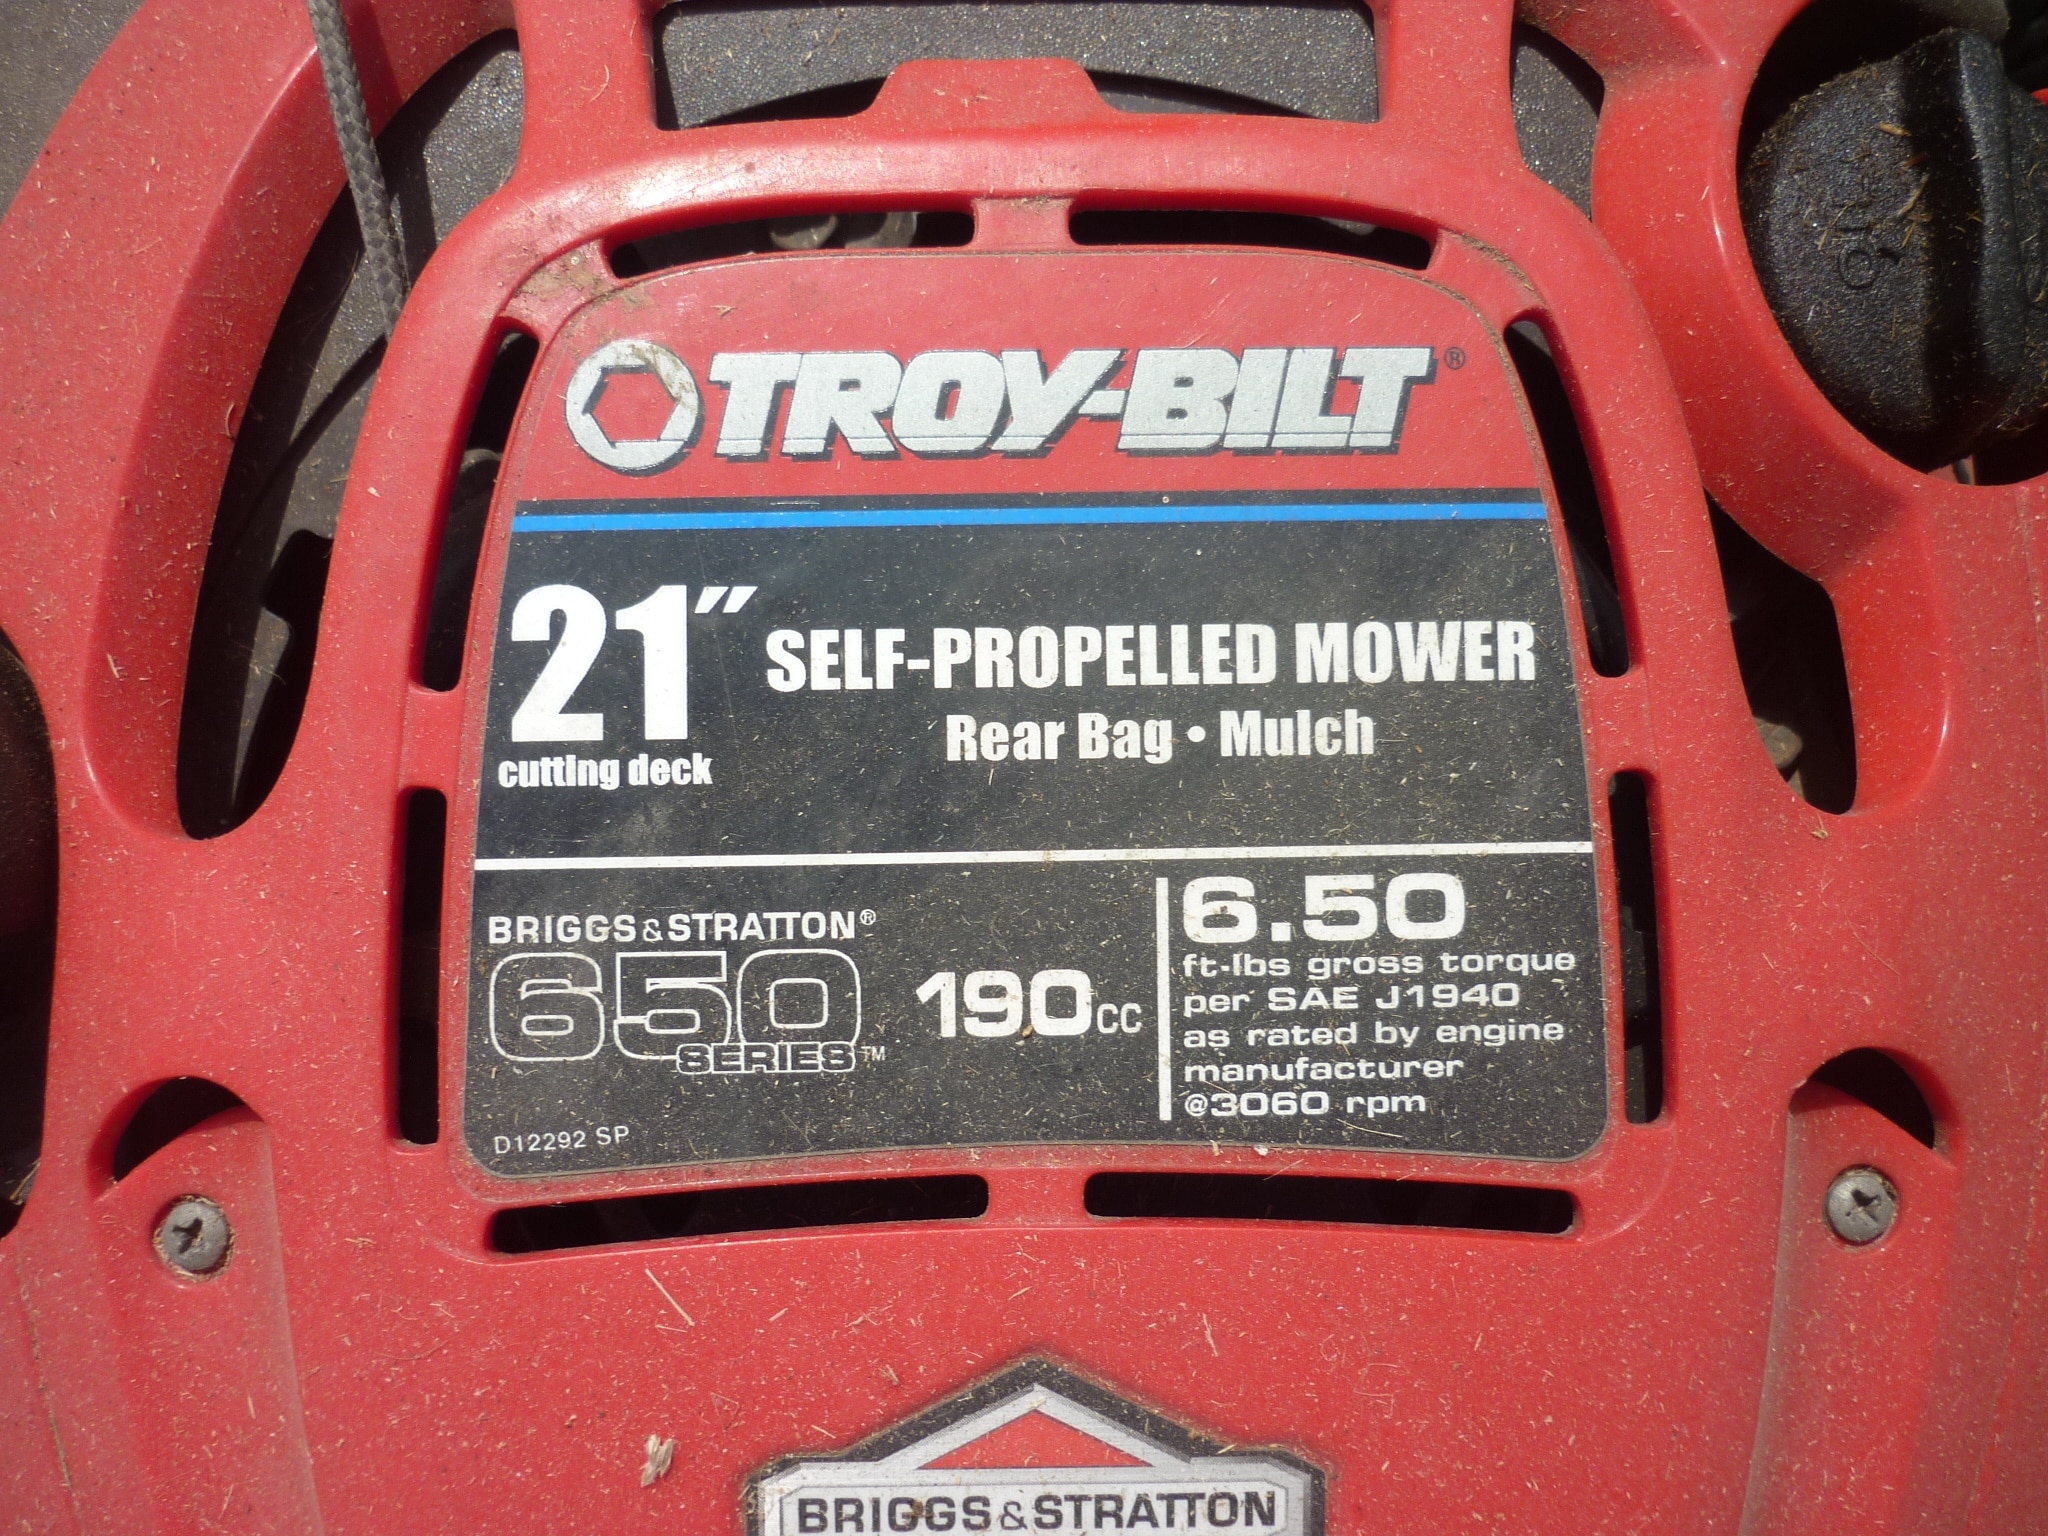 TROY-BILT®
21" SELF-PROPELLED MOWER
Rear Bag • Mulch
cutting deck
BRIGGS&STRATTON®
650
SERIES™
190cc
6.50
ft-lbs gross torque
per SAE J1940
as rated by engine
manufacturer
@3060 rpm
D12292 SP
BRIGGS&STRATTON